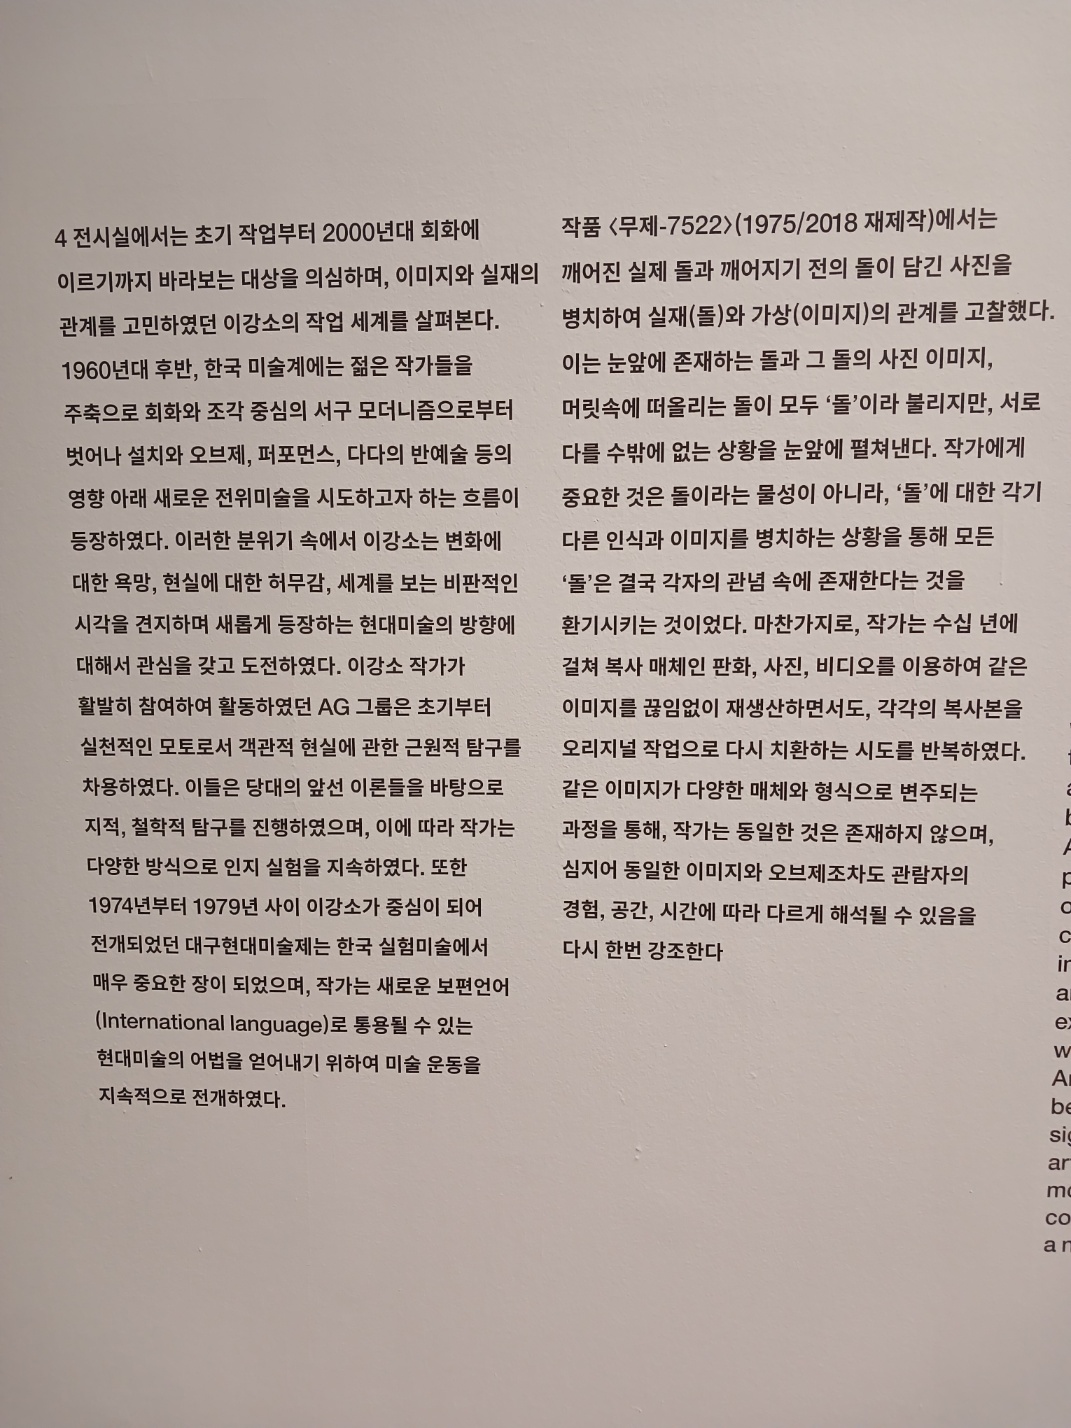 4 전시실에서는 초기 작업부터 2000년대 회화에
이르기까지 바라보는 대상을 의심하며, 이미지와 실재의
관계를 고민하였던 이강소의 작업 세계를 살펴본다.
1960년대 후반, 한국 미술계에는 젊은 작가들을
주축으로 회화와 조각 중심의 서구 모더니즘으로부터
벗어나 설치와 오브제, 퍼포먼스, 다다의 반예술 등의
영향 아래 새로운 전위미술을 시도하고자 하는 흐름이
등장하였다. 이러한 분위기 속에서 이강소는 변화에
대한 욕망, 현실에 대한 허무감, 세계를 보는 비판적인
시각을 견지하며 새롭게 등장하는 현대미술의 방향에
대해서 관심을 갖고 도전하였다. 이강소 작가가
활발히 참여하여 활동하였던 AG 그룹은 초기부터
실천적인 모토로서 객관적 현실에 관한 근원적 탐구를
차용하였다. 이들은 당대의 앞선 이론들을 바탕으로
지적, 철학적 탐구를 진행하였으며, 이에 따라 작가는
다양한 방식으로 인지 실험을 지속하였다. 또한
1974년부터 1979년 사이 이강소가 중심이 되어
전개되었던 대구현대미술제는 한국 실험미술에서
매우 중요한 장이 되었으며, 작가는 새로운 보편언어
(International language)로 통용될 수 있는
현대미술의 어법을 얻어내기 위하여 미술 운동을
지속적으로 전개하였다.
작품 〈무제-7522〉(1975/2018 재제작)에서는
깨어진 실제 돌과 깨어지기 전의 돌이 담긴 사진을
병치하여 실재(돌)와 가상(이미지)의 관계를 고찰했다.
이는 눈앞에 존재하는 돌과 그 돌의 사진 이미지,
머릿속에 떠올리는 돌이 모두 ‘돌’이라 불리지만, 서로
다를 수밖에 없는 상황을 눈앞에 펼쳐낸다. 작가에게
중요한 것은 돌이라는 물성이 아니라, ‘돌’에 대한 각기
다른 인식과 이미지를 병치하는 상황을 통해 모든
‘돌’은 결국 각자의 관념 속에 존재한다는 것을
환기시키는 것이었다. 마찬가지로, 작가는 수십 년에
걸쳐 복사 매체인 판화, 사진, 비디오를 이용하여 같은
이미지를 끊임없이 재생산하면서도, 각각의 복사본을
오리지널 작업으로 다시 치환하는 시도를 반복하였다.
같은 이미지가 다양한 매체와 형식으로 변주되는
과정을 통해, 작가는 동일한 것은 존재하지 않으며,
심지어 동일한 이미지와 오브제조차도 관람자의
경험, 공간, 시간에 따라 다르게 해석될 수 있음을
다시 한번 강조한다